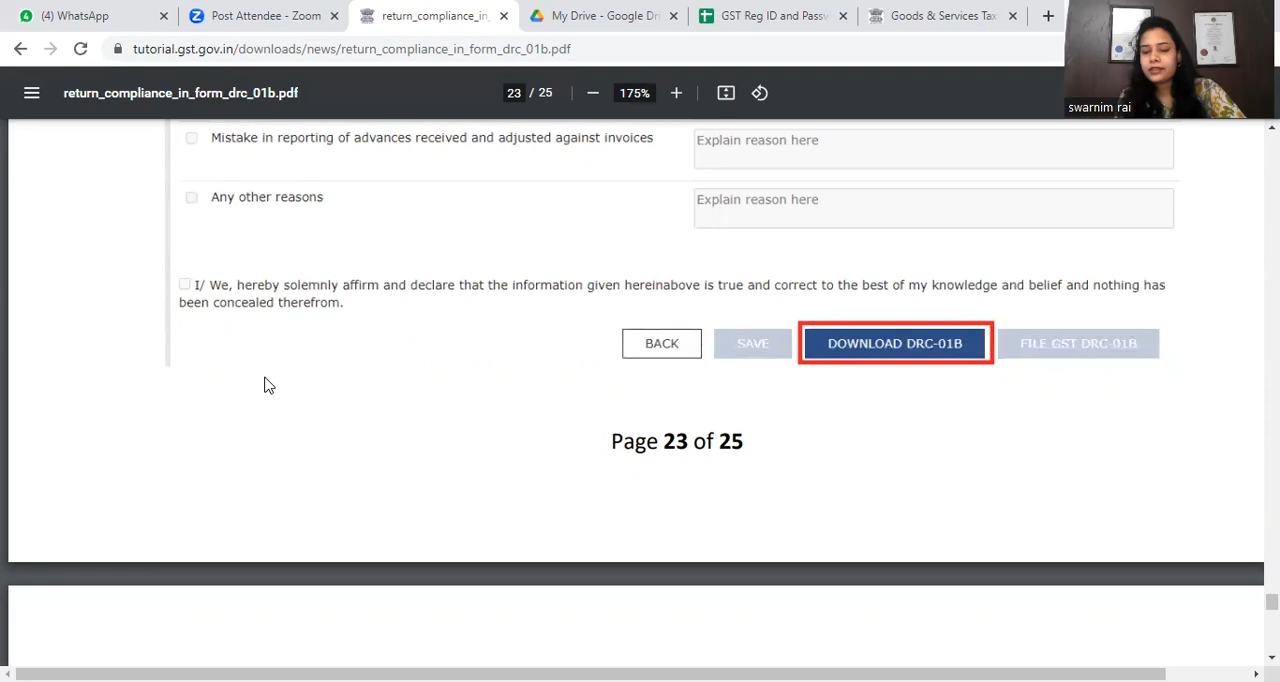 (4) WhatsApp
Post Attendee - Zoom
return_compliance_in_
My Drive - Google Dri
GST Reg ID and Passw
Goods & Services Tax
tutorial.gst.gov.in/downloads/news/return_compliance_in_form_drc_01b.pdf
return_compliance_in_form_drc_01b.pdf
23 / 25
175%
swarnim rai
Mistake in reporting of advances received and adjusted against invoices
Explain reason here
Any other reasons
Explain reason here
I/ We, hereby solemnly affirm and declare that the information given hereinabove is true and correct to the best of my knowledge and belief and nothing has
been concealed therefrom.
BACK
SAVE
DOWNLOAD DRC-01B
FILE GST DRC-01B
Page 23 of 25